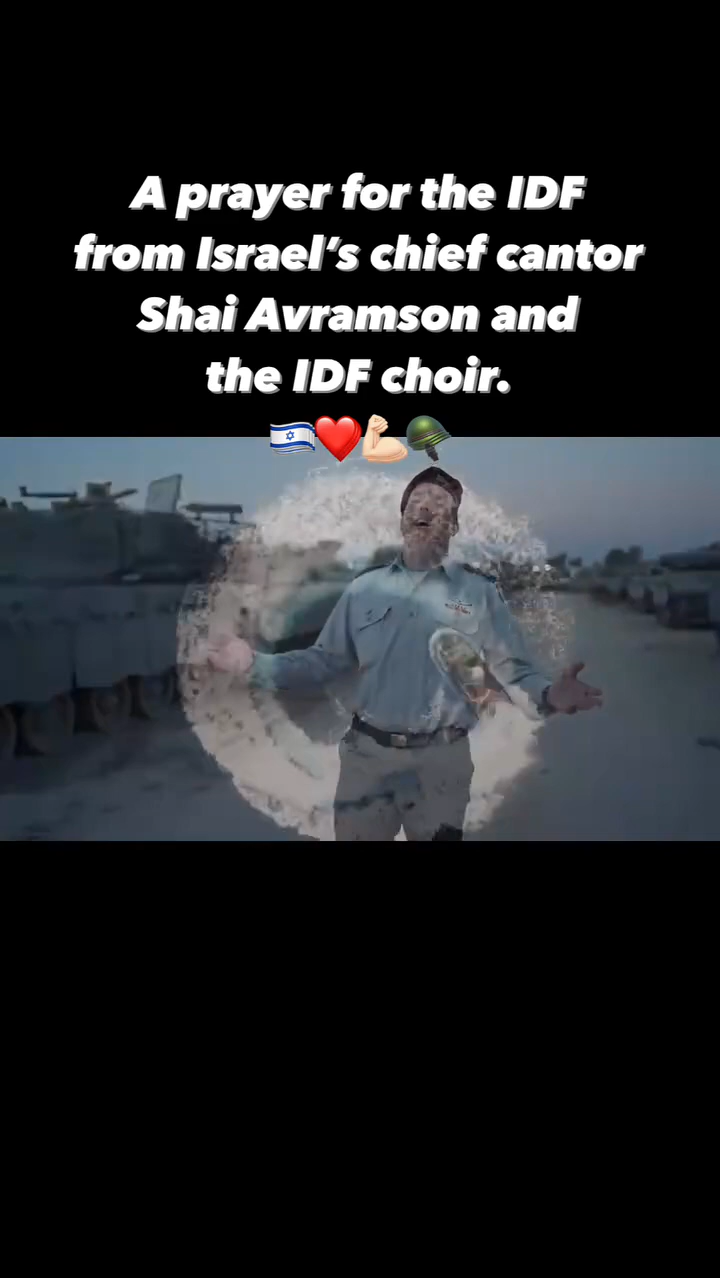 A prayer for the IDF
from Israel’s chief cantor
Shai Avramson and
the IDF choir.
🇮🇱❤️💪🏻🪖